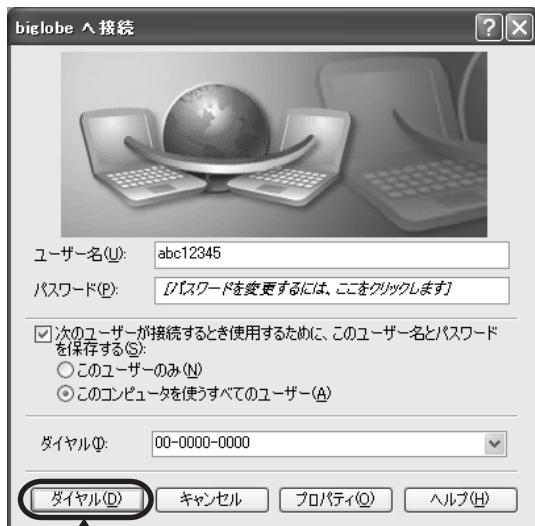 biglobe へ接続
ユーザー名(U): abc12345
パスワード(P): [パスワードを変更するには、ここをクリックします]
次のユーザーが接続するとき使用するために、このユーザー名とパスワード
を保存する(S):
このユーザーのみ(N)
このコンピュータを使うすべてのユーザー(A)
ダイヤル(I): 00-0000-0000
ダイヤル(D) キャンセル プロパティ(O) ヘルプ(H)